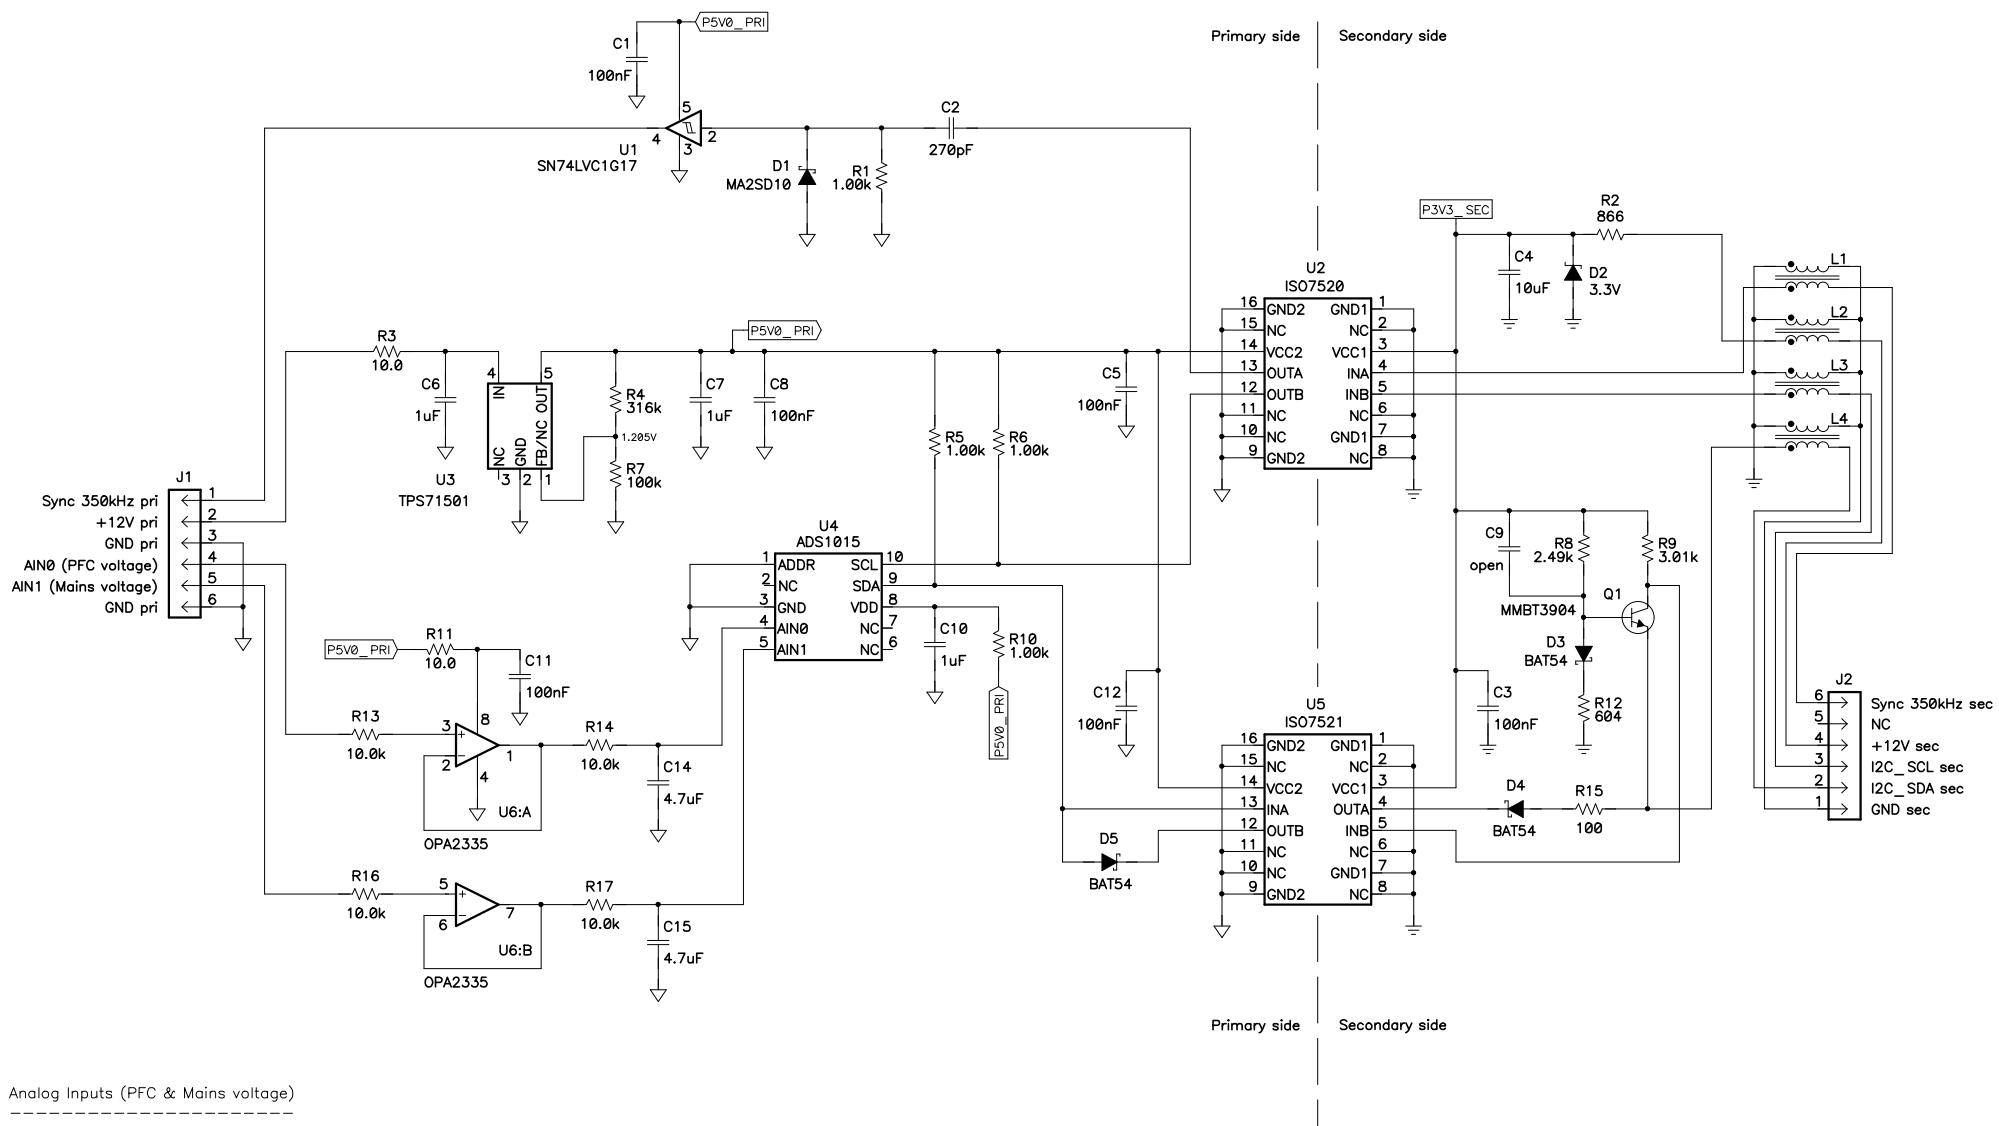 P5V0_PRI
C1
100nF
5
4
2
3
U1
SN74LVC1G17
D1
MA2SD10
R1
1.00k
C2
270pF
Primary side
Secondary side
P3V3_SEC
R2
866
C4
10uF
D2
3.3V
L1
L2
L3
L4
U2
ISO7520
16 GND2 GND1 1
15 NC NC 2
14 VCC2 VCC1 3
13 OUTA INA 4
12 OUTB INB 5
11 NC NC 6
10 NC GND1 7
9 GND2 NC 8
R3
10.0
C6
1uF
4 5
IN
OUT
NC
GND
FB/NC
3 2 1
U3
TPS71501
R4
316k
1.205V
R7
100k
P5V0_PRI
C7
1uF
C8
100nF
R5
1.00k
R6
1.00k
C5
100nF
J1
Sync 350kHz pri 1
+12V pri 2
GND pri 3
AIN0 (PFC voltage) 4
AIN1 (Mains voltage) 5
GND pri 6
U4
ADS1015
1 ADDR SCL 10
2 NC SDA 9
3 GND VDD 8
4 AIN0 NC 7
5 AIN1 NC 6
C10
1uF
R10
1.00k
P5V0_PRI
P5V0_PRI
R11
10.0
C11
100nF
R13
10.0k
3
+
8
2
−
1
4
U6:A
OPA2335
R14
10.0k
C14
4.7uF
R16
10.0k
5
+
6
−
7
U6:B
OPA2335
R17
10.0k
C15
4.7uF
C12
100nF
D5
BAT54
U5
ISO7521
16 GND2 GND1 1
15 NC NC 2
14 VCC2 VCC1 3
13 INA OUTA 4
12 OUTB INB 5
11 NC NC 6
10 NC GND1 7
9 GND2 NC 8
C9
open
R8
2.49k
R9
3.01k
Q1
MMBT3904
D3
BAT54
R12
604
C3
100nF
D4
BAT54
R15
100
J2
6 Sync 350kHz sec
5 NC
4 +12V sec
3 I2C_SCL sec
2 I2C_SDA sec
1 GND sec
Primary side
Secondary side
Analog Inputs (PFC & Mains voltage)